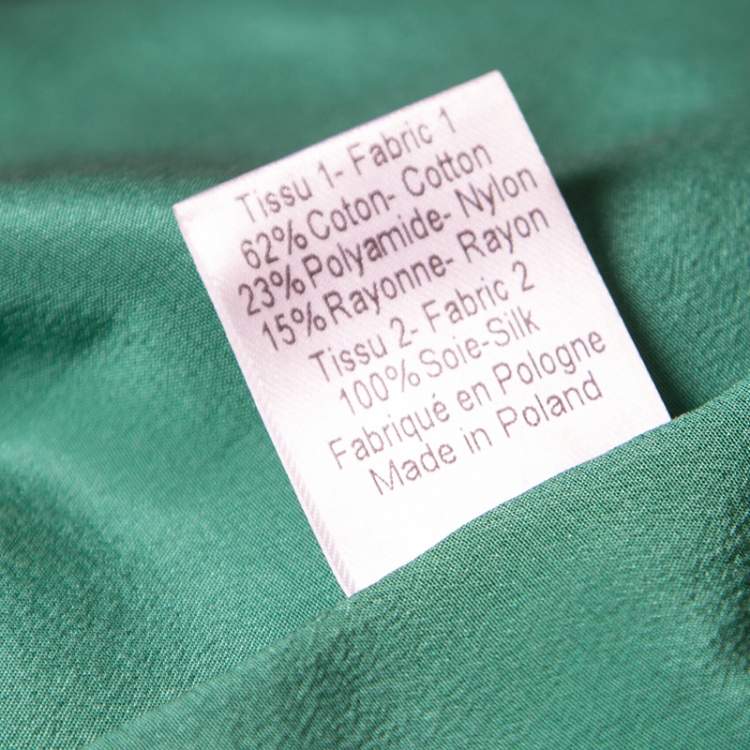 Tissu 1- Fabric 1
62%Coton- Cotton
23%Polyamide- Nylon
15%Rayonne- Rayon
Tissu 2- Fabric 2
100%Soie-Silk
Fabriqué en Pologne
Made in Poland